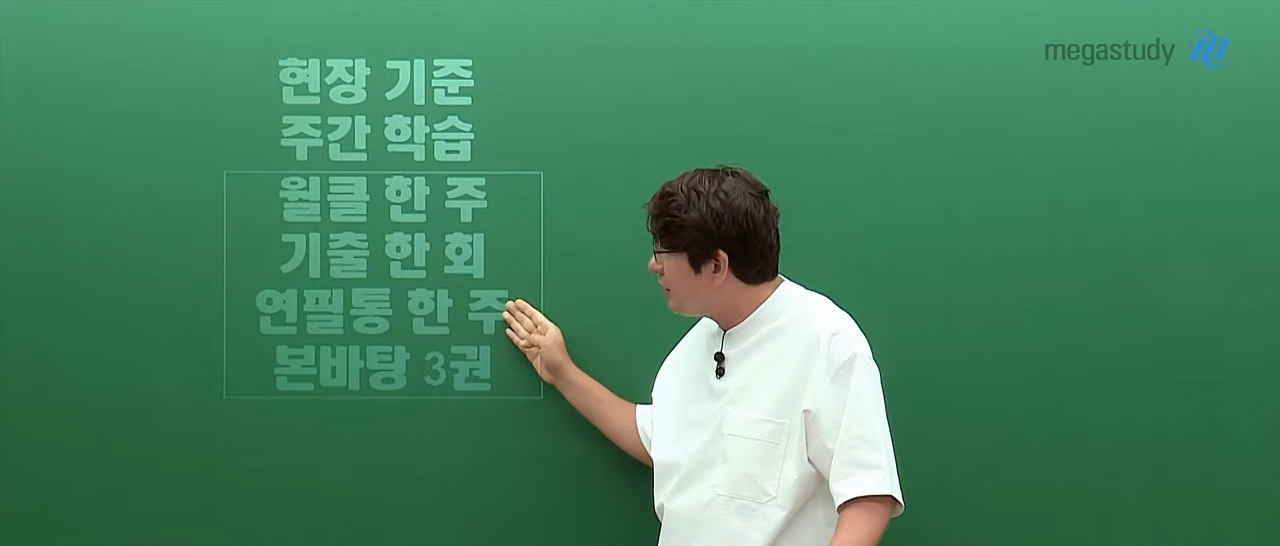 megastudy
현장 기준
주간 학습
월클 한 주
기출 한 회
연필통 한 주
본바탕 3권